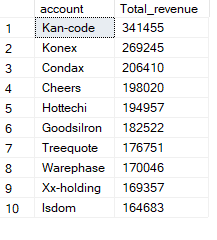 account Total_revenue
1 Kan-code 341455
2 Konex 269245
3 Condax 206410
4 Cheers 198020
5 Hottechi 194957
6 Goodsilron 182522
7 Treequote 176751
8 Warephase 170046
9 Xx-holding 169357
10 Isdom 164683